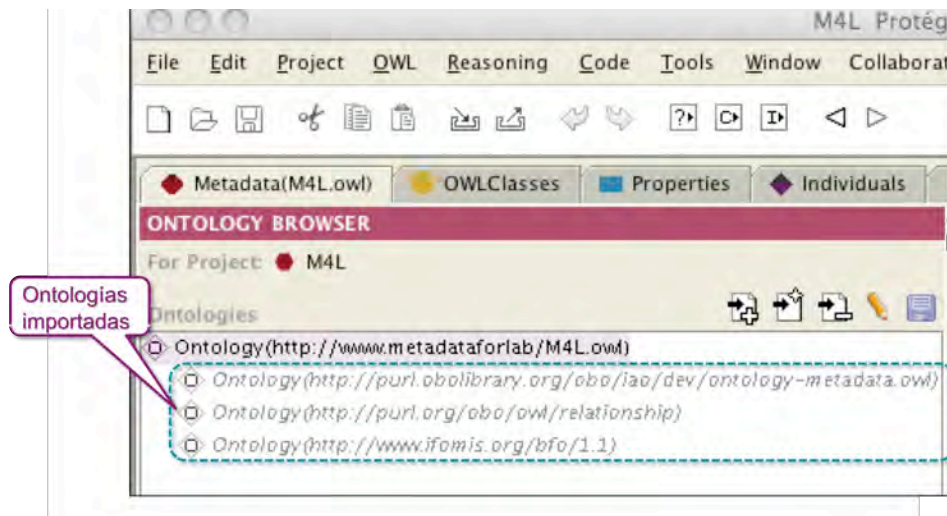 M4L Protég
File Edit Project OWL Reasoning Code Tools Window Collaborat
Metadata(M4L.owl) OWLClasses Properties Individuals
ONTOLOGY BROWSER
For Project: M4L
Ontologías
importadas
Ontologies
Ontology(http://www.metadataforlab/M4L.owl)
Ontology(http://purl.obolibrary.org/obo/iao/dev/ontology-metadata.owl)
Ontology(http://purl.org/obo/owl/relationship)
Ontology(http://www.ifomis.org/bfo/1.1)